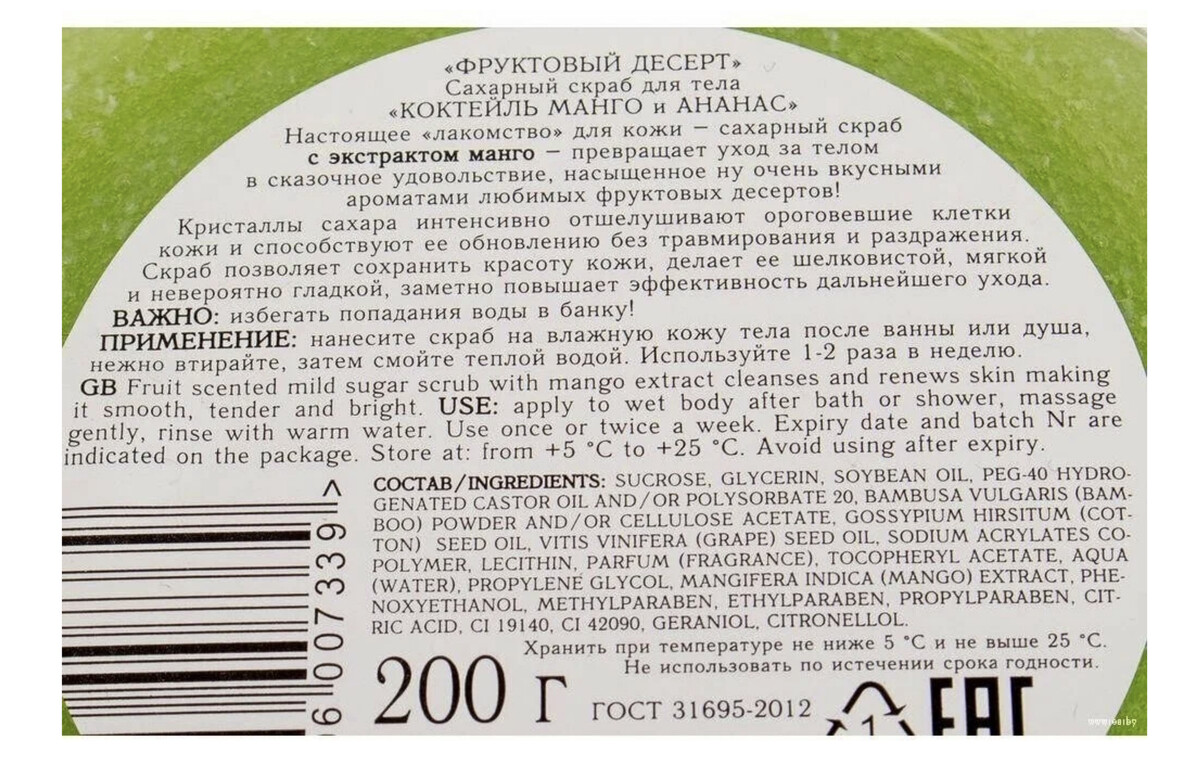 «ФРУКТОВЫЙ ДЕСЕРТ»
Сахарный скраб для тела
«КОКТЕЙЛЬ МАНГО и АНАНАС»
Настоящее «лакомство» для кожи – сахарный скраб
с экстрактом манго – превращает уход за телом
в сказочное удовольствие, насыщенное ну очень вкусными
ароматами любимых фруктовых десертов!
Кристаллы сахара интенсивно отшелушивают ороговевшие клетки
кожи и способствуют ее обновлению без травмирования и раздражения.
Скраб позволяет сохранить красоту кожи, делает ее шелковистой, мягкой
и невероятно гладкой, заметно повышает эффективность дальнейшего ухода.
ВАЖНО: избегать попадания воды в банку!
ПРИМЕНЕНИЕ: нанесите скраб на влажную кожу тела после ванны или душа,
нежно втирайте, затем смойте теплой водой. Используйте 1-2 раза в неделю.
GB Fruit scented mild sugar scrub with mango extract cleanses and renews skin making
it smooth, tender and bright. USE: apply to wet body after bath or shower, massage
gently, rinse with warm water. Use once or twice a week. Expiry date and batch Nr are
indicated on the package. Store at: from +5 °C to +25 °C. Avoid using after expiry.
СОСТАВ/INGREDIENTS: SUCROSE, GLYCERIN, SOYBEAN OIL, PEG-40 HYDRO-
GENATED CASTOR OIL AND/OR POLYSORBATE 20, BAMBUSA VULGARIS (BAM-
BOO) POWDER AND/OR CELLULOSE ACETATE, GOSSYPIUM HIRSITUM (COT-
TON) SEED OIL, VITIS VINIFERA (GRAPE) SEED OIL, SODIUM ACRYLATES CO-
POLYMER, LECITHIN, PARFUM (FRAGRANCE), TOCOPHERYL ACETATE, AQUA
(WATER), PROPYLENE GLYCOL, MANGIFERA INDICA (MANGO) EXTRACT, PHE-
NOXYETHANOL, METHYLPARABEN, ETHYLPARABEN, PROPYLPARABEN, CIT-
RIC ACID, CI 19140, CI 42090, GERANIOL, CITRONELLOL.
Хранить при температуре не ниже 5 °C и не выше 25 °C.
Не использовать по истечении срока годности.
6 007339 >
200 г
ГОСТ 31695-2012
1
EAC